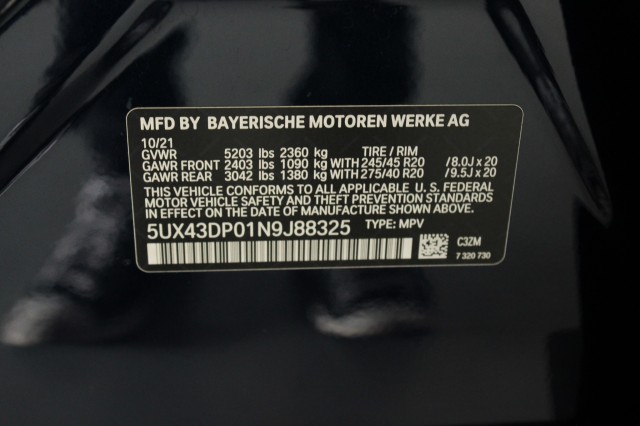 MFD BY BAYERISCHE MOTOREN WERKE AG
10/21
GVWR 5203 lbs 2360 kg TIRE / RIM
GAWR FRONT 2403 lbs 1090 kg WITH 245/45 R20 /8.0J x 20
GAWR REAR 3042 lbs 1380 kg WITH 275/40 R20 /9.5J x 20
THIS VEHICLE CONFORMS TO ALL APPLICABLE U. S. FEDERAL
MOTOR VEHICLE SAFETY, AND THEFT PREVENTION STANDARDS
IN EFFECT ON THE DATE OF MANUFACTURE SHOWN ABOVE.
5UX43DP01N9J88325 TYPE: MPV
C3ZM
7 320 730